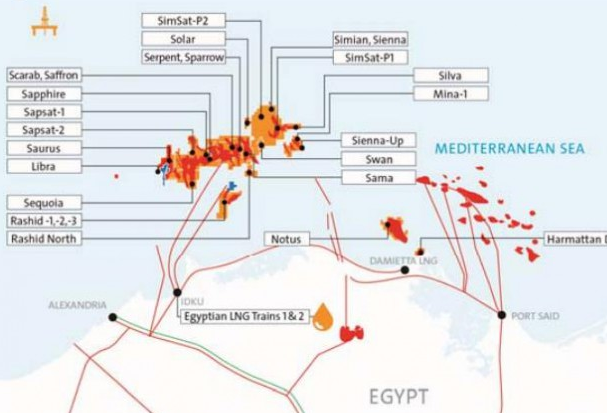 SimSat-P2
Solar
Serpent, Sparrow
Simian, Sienna
SimSat-P1
Scarab, Saffron
Sapphire
Sapsat-1
Sapsat-2
Saurus
Libra
Silva
Mina-1
Sienna-Up
Swan
Sama
MEDITERRANEAN SEA
Sequoia
Rashid -1,-2,-3
Rashid North
Notus
Harmattan D
DAMIETTA LNG
ALEXANDRIA
IDKU
Egyptian LNG Trains 1& 2
PORT SAID
EGYPT